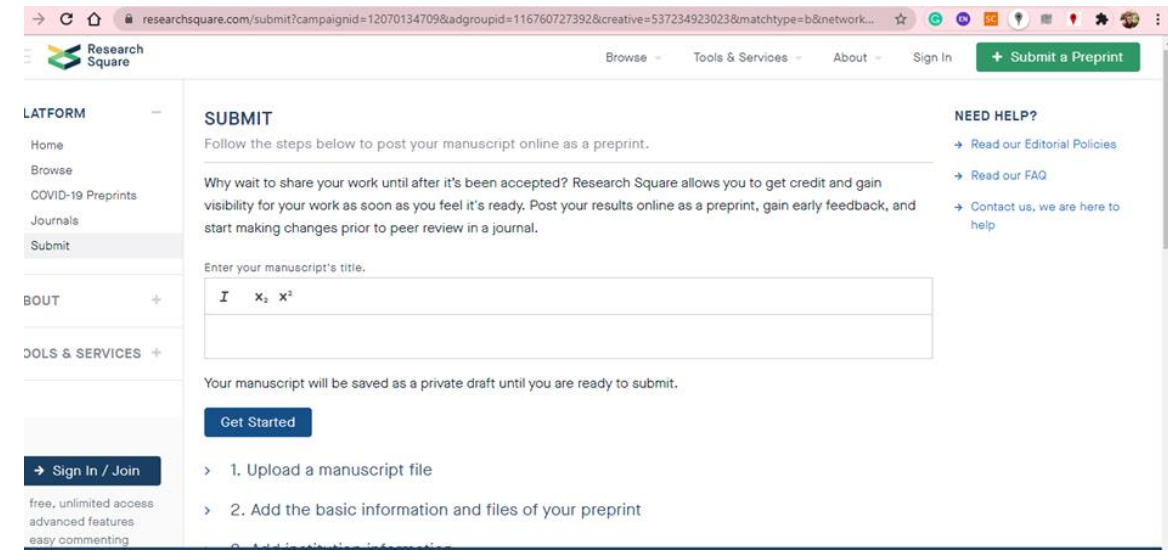 researchsquare.com/submit?campaignid=12070134709&adgroupid=116760727392&creative=537234923023&matchtype=b&network...
Research
Square
Browse
Tools & Services
About
Sign In
+ Submit a Preprint
LATFORM
Home
Browse
COVID-19 Preprints
Journals
Submit
BOUT
OOLS & SERVICES
→ Sign In / Join
free, unlimited access
advanced features
easy commenting
SUBMIT
Follow the steps below to post your manuscript online as a preprint.
Why wait to share your work until after it's been accepted? Research Square allows you to get credit and gain
visibility for your work as soon as you feel it's ready. Post your results online as a preprint, gain early feedback, and
start making changes prior to peer review in a journal.
Enter your manuscript's title.
I X₂ X²
Your manuscript will be saved as a private draft until you are ready to submit.
Get Started
1. Upload a manuscript file
2. Add the basic information and files of your preprint
3. Add institution information
NEED HELP?
→ Read our Editorial Policies
→ Read our FAQ
→ Contact us, we are here to
help